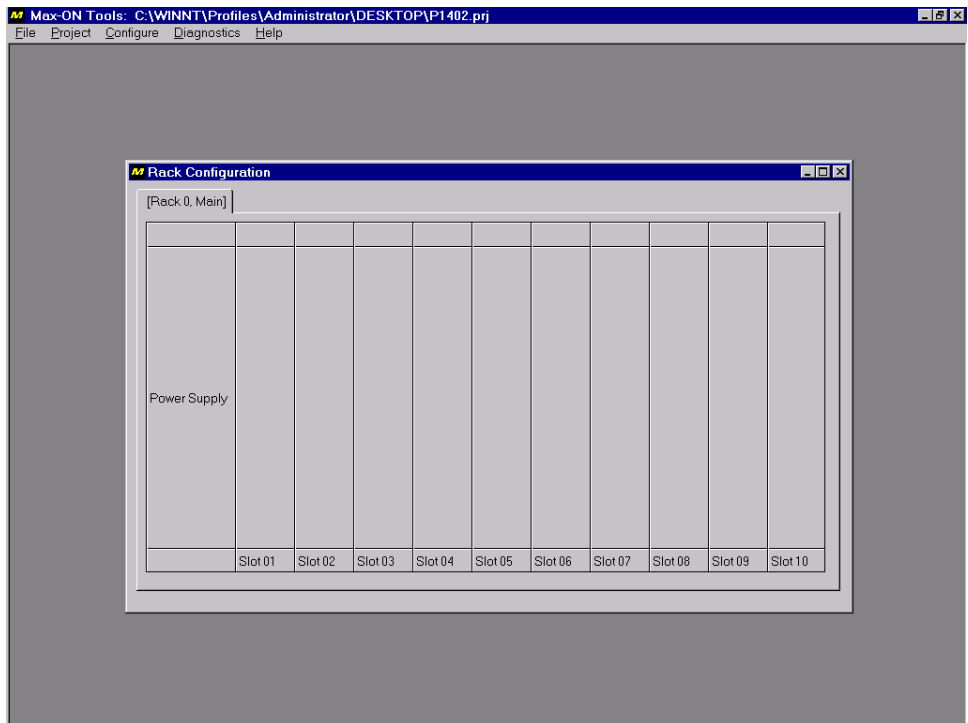 Max-ON Tools: C:\WINNT\Profiles\Administrator\DESKTOP\P1402.prj
File Project Configure Diagnostics Help
Rack Configuration
[Rack 0, Main]
Power Supply
Slot 01 Slot 02 Slot 03 Slot 04 Slot 05 Slot 06 Slot 07 Slot 08 Slot 09 Slot 10